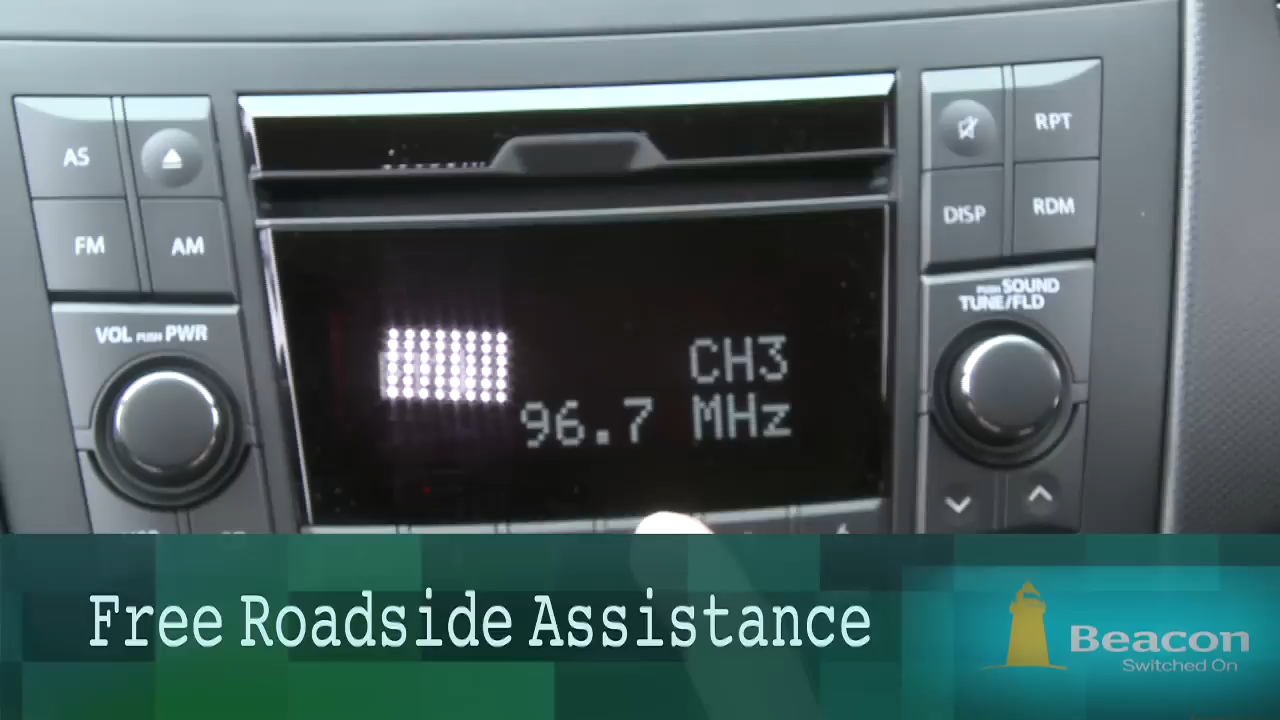 AS
FM
AM
VOL PUSH PWR
CH3
96.7 MHz
RPT
DISP
RDM
PUSH SOUND
TUNE/FLD
Free Roadside Assistance
Beacon
Switched On